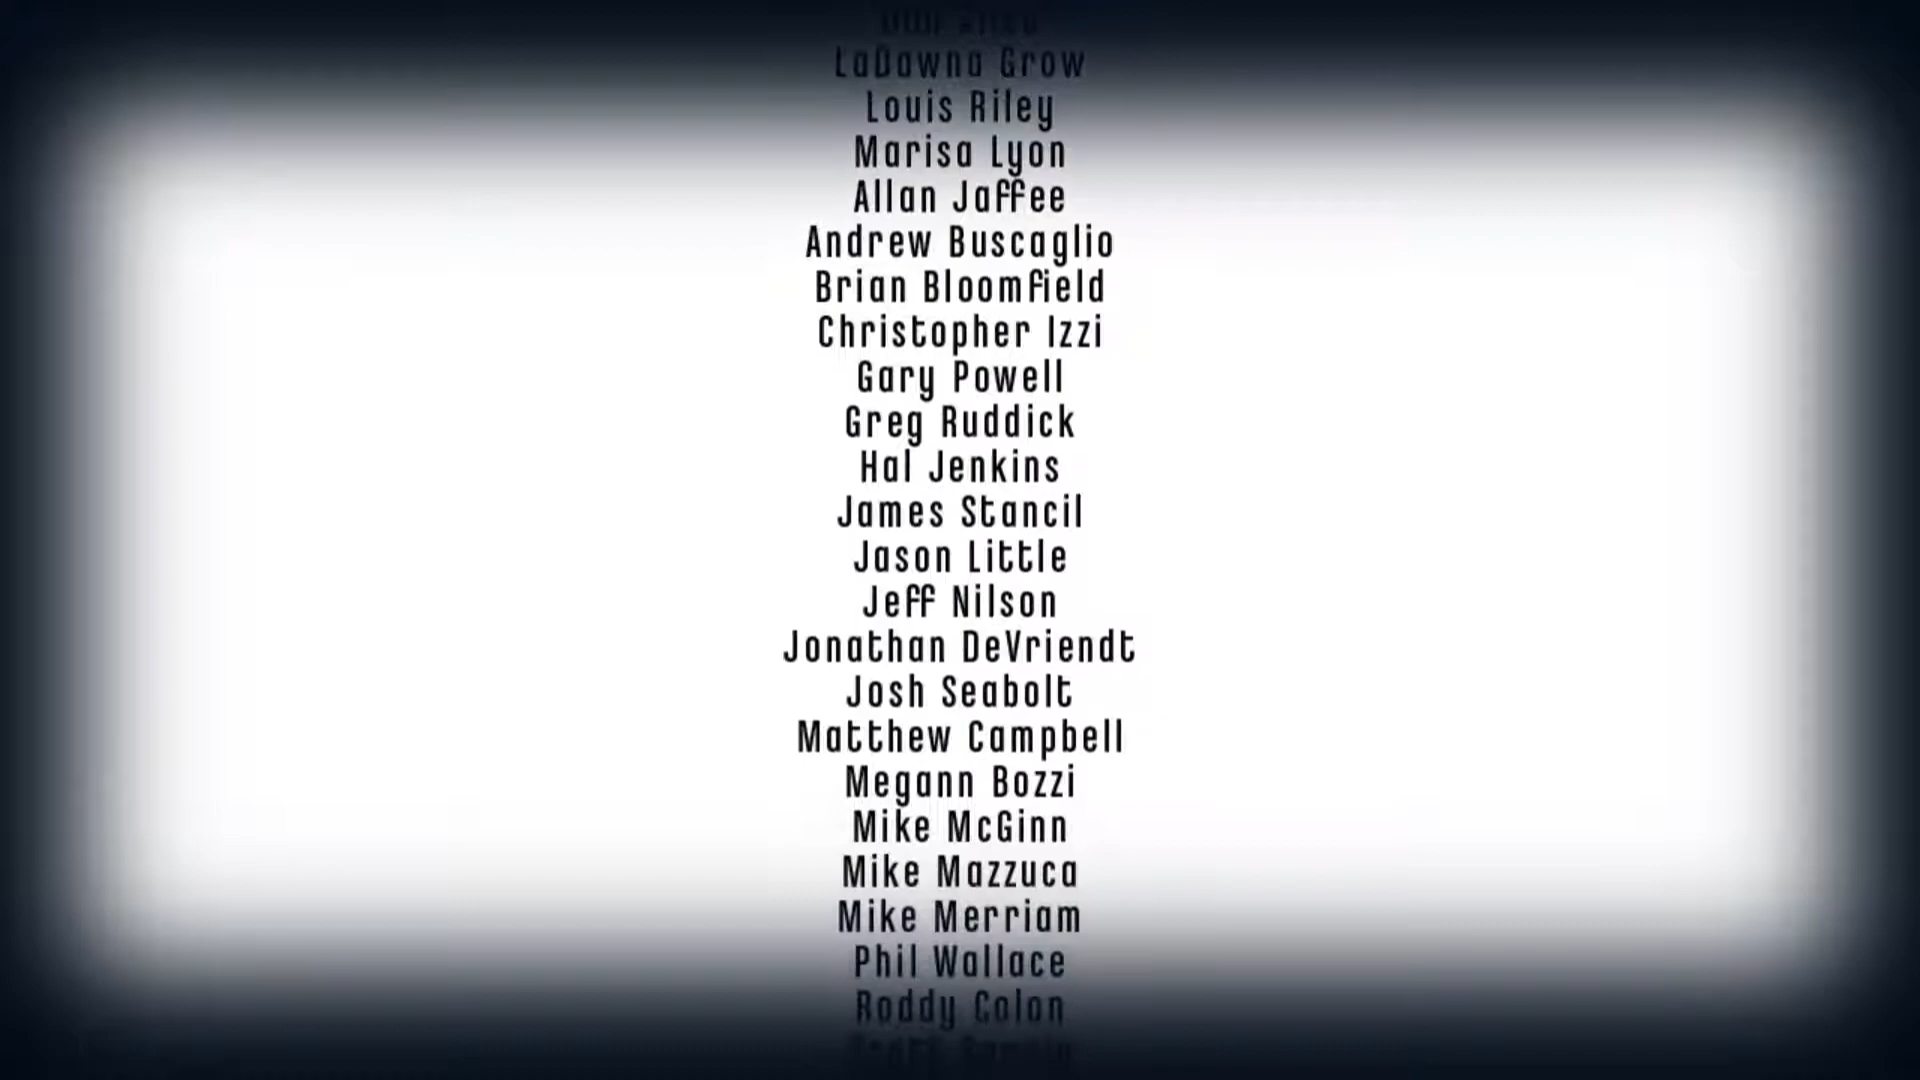 LaDawna Grow
Louis Riley
Marisa Lyon
Allan Jaffee
Andrew Buscaglio
Brian Bloomfield
Christopher Izzi
Gary Powell
Greg Ruddick
Hal Jenkins
James Stancil
Jason Little
Jeff Nilson
Jonathan DeVriendt
Josh Seabolt
Matthew Campbell
Megann Bozzi
Mike McGinn
Mike Mazzuca
Mike Merriam
Phil Wallace
Roddy Colon